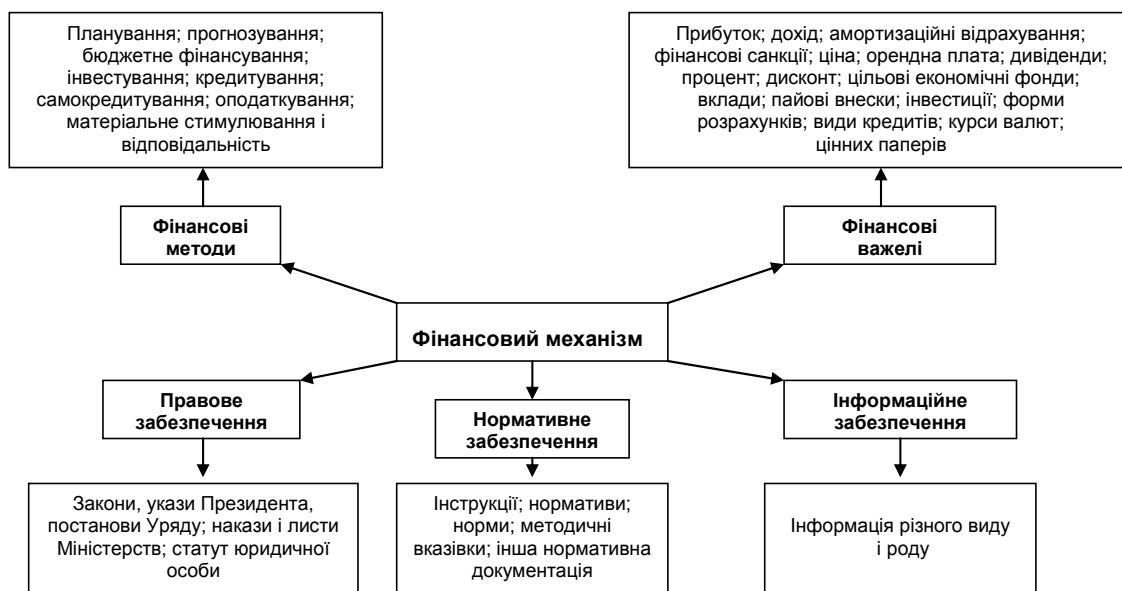 Планування; прогнозування;
бюджетне фінансування;
інвестування; кредитування;
самокредитування; оподаткування;
матеріальне стимулювання і
відповідальність
Прибуток; дохід; амортизаційні відрахування;
фінансові санкції; ціна; орендна плата; дивіденди;
процент; дисконт; цільові економічні фонди;
вклади; пайові внески; інвестиції; форми
розрахунків; види кредитів; курси валют;
цінних паперів
Фінансові
методи
Фінансові
важелі
Фінансовий механізм
Правове
забезпечення
Нормативне
забезпечення
Інформаційне
забезпечення
Закони, укази Президента,
постанови Уряду; накази і листи
Міністерств; статут юридичної
особи
Інструкції; нормативи;
норми; методичні
вказівки; інша нормативна
документація
Інформація різного виду
і роду